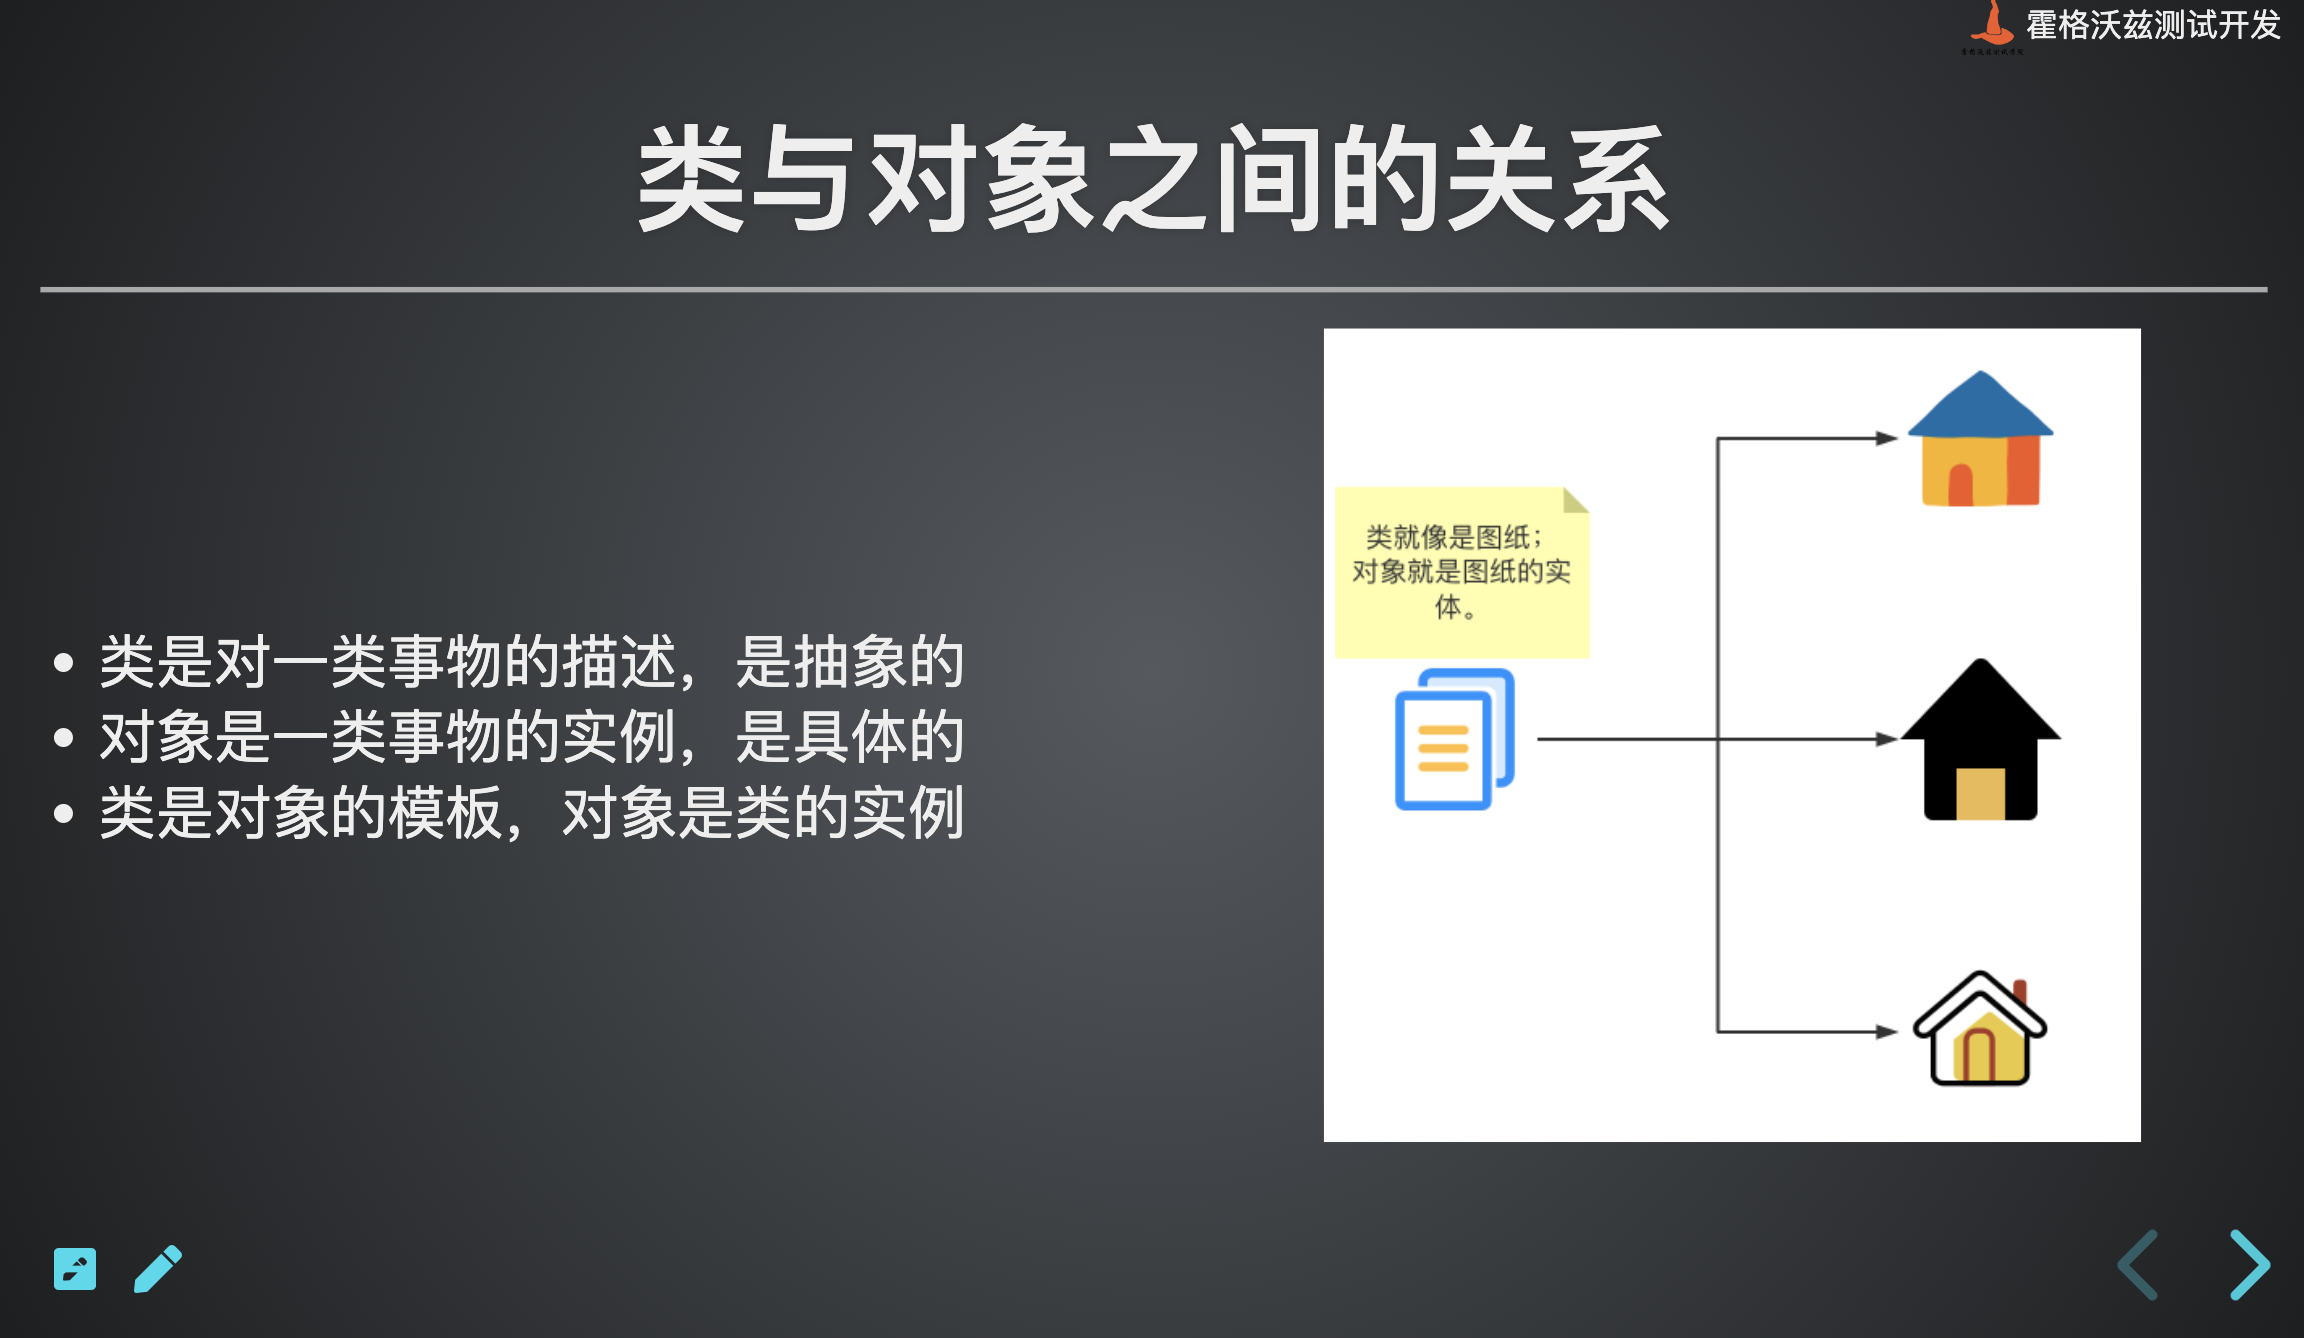 霍格沃兹测试开发
类与对象之间的关系
类是对一类事物的描述，是抽象的
对象是一类事物的实例，是具体的
类是对象的模板，对象是类的实例
类就像是图纸；
对象就是图纸的实
体。